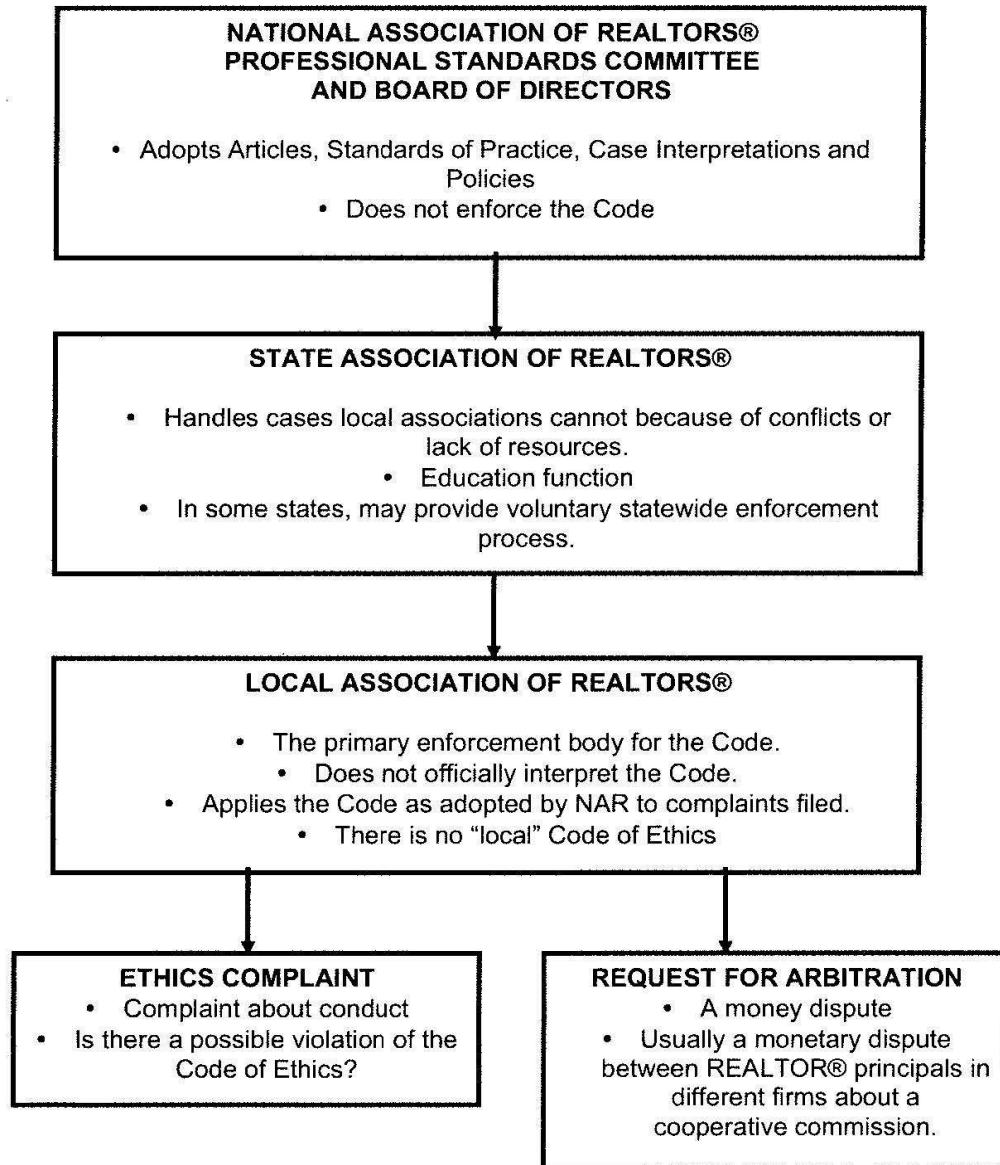 NATIONAL ASSOCIATION OF REALTORS®
PROFESSIONAL STANDARDS COMMITTEE
AND BOARD OF DIRECTORS
• Adopts Articles, Standards of Practice, Case Interpretations and
Policies
• Does not enforce the Code
STATE ASSOCIATION OF REALTORS®
• Handles cases local associations cannot because of conflicts or
lack of resources.
• Education function
• In some states, may provide voluntary statewide enforcement
process.
LOCAL ASSOCIATION OF REALTORS®
• The primary enforcement body for the Code.
• Does not officially interpret the Code.
• Applies the Code as adopted by NAR to complaints filed.
• There is no “local” Code of Ethics
ETHICS COMPLAINT
• Complaint about conduct
• Is there a possible violation of the
Code of Ethics?
REQUEST FOR ARBITRATION
• A money dispute
• Usually a monetary dispute
between REALTOR® principals in
different firms about a
cooperative commission.